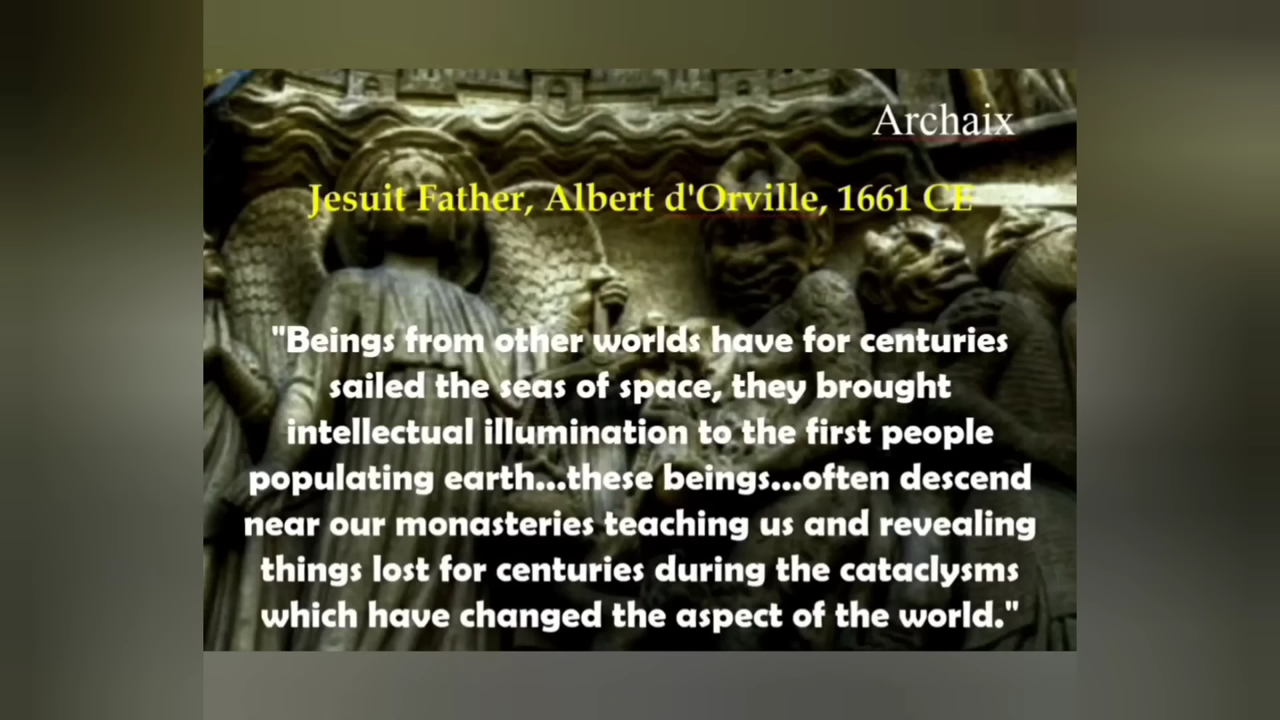 Archaix
Jesuit Father, Albert d'Orville, 1661 CE
"Beings from other worlds have for centuries
sailed the seas of space, they brought
intellectual illumination to the first people
populating earth...these beings...often descend
near our monasteries teaching us and revealing
things lost for centuries during the cataclysms
which have changed the aspect of the world."